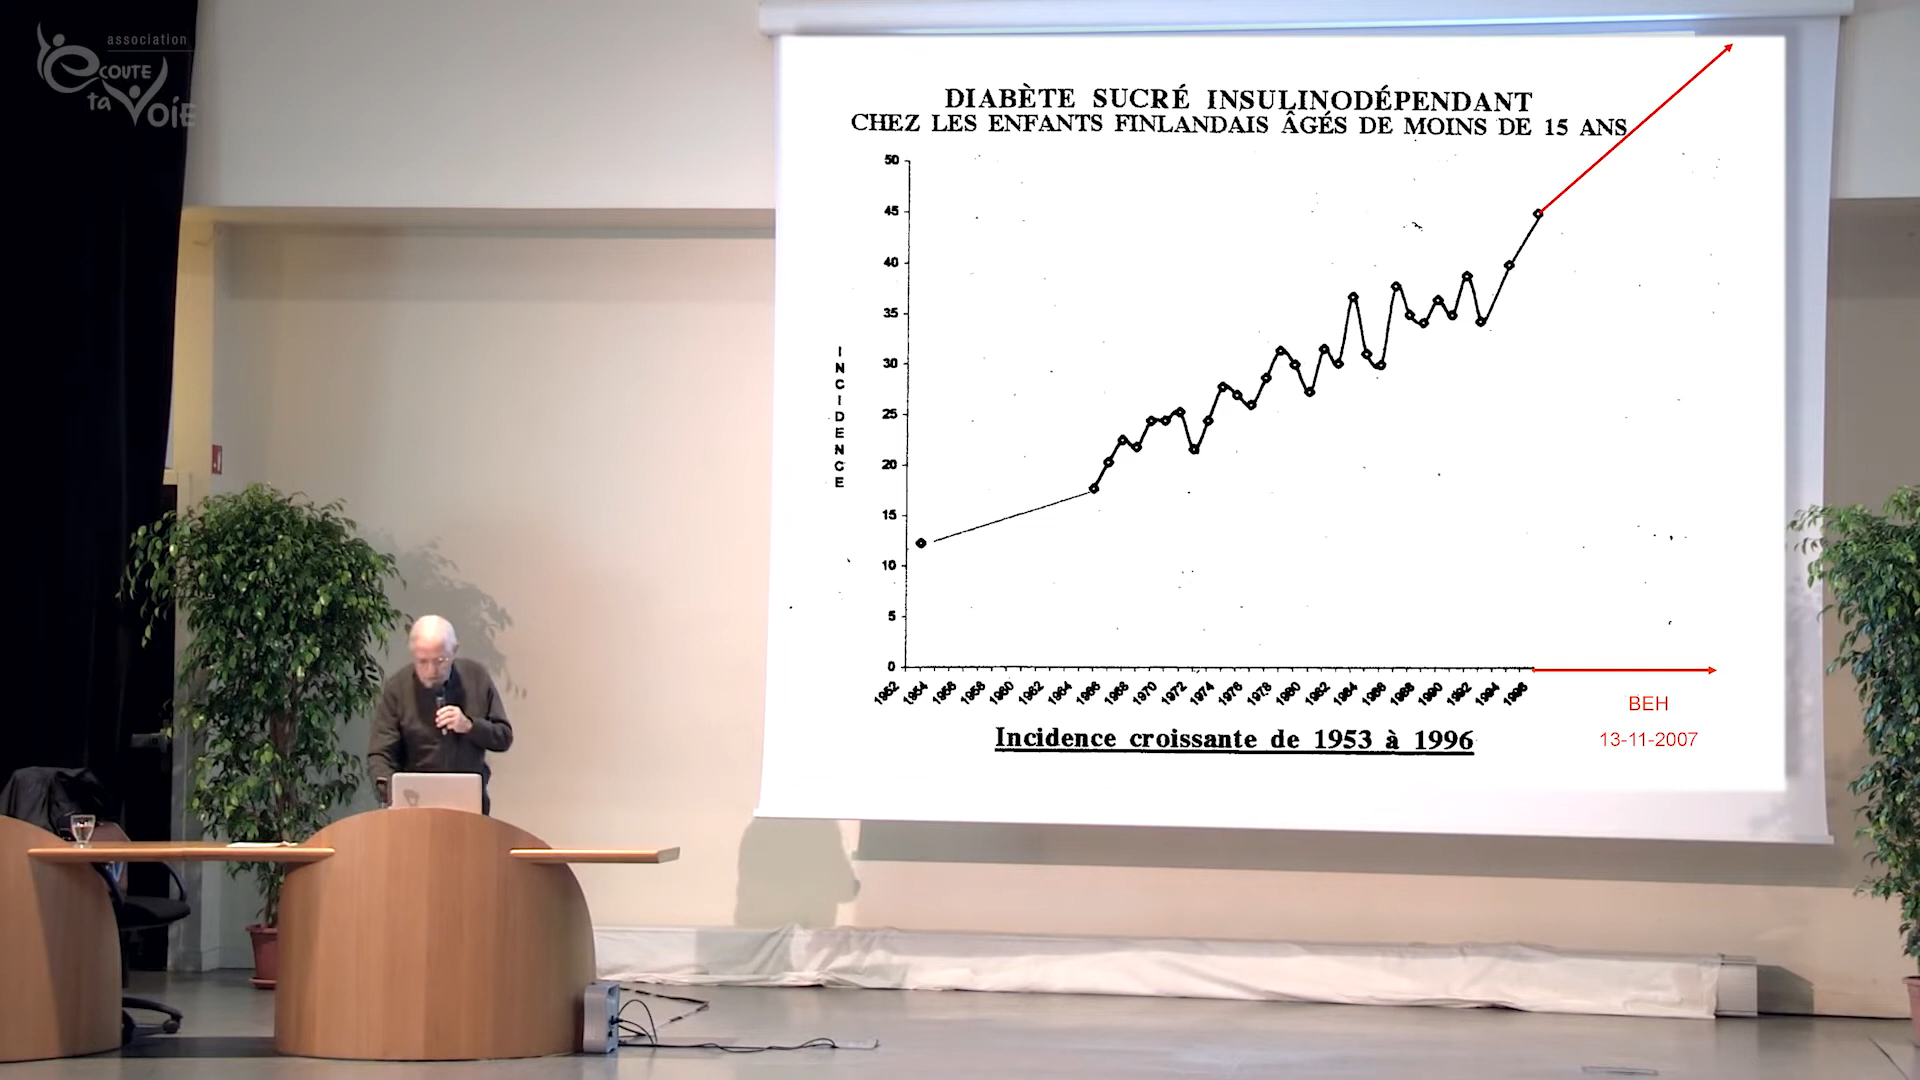 association
écoute
ta
Voie
DIABÈTE SUCRÉ INSULINODÉPENDANT
CHEZ LES ENFANTS FINLANDAIS ÂGÉS DE MOINS DE 15 ANS
50
45
40
35
30
25
20
15
10
5
0
INCIDENCE
1952 1954 1956 1958 1960 1962 1964 1966 1968 1970 1972 1974 1976 1978 1980 1982 1984 1986 1988 1990 1992 1994 1996
BEH
13-11-2007
Incidence croissante de 1953 à 1996